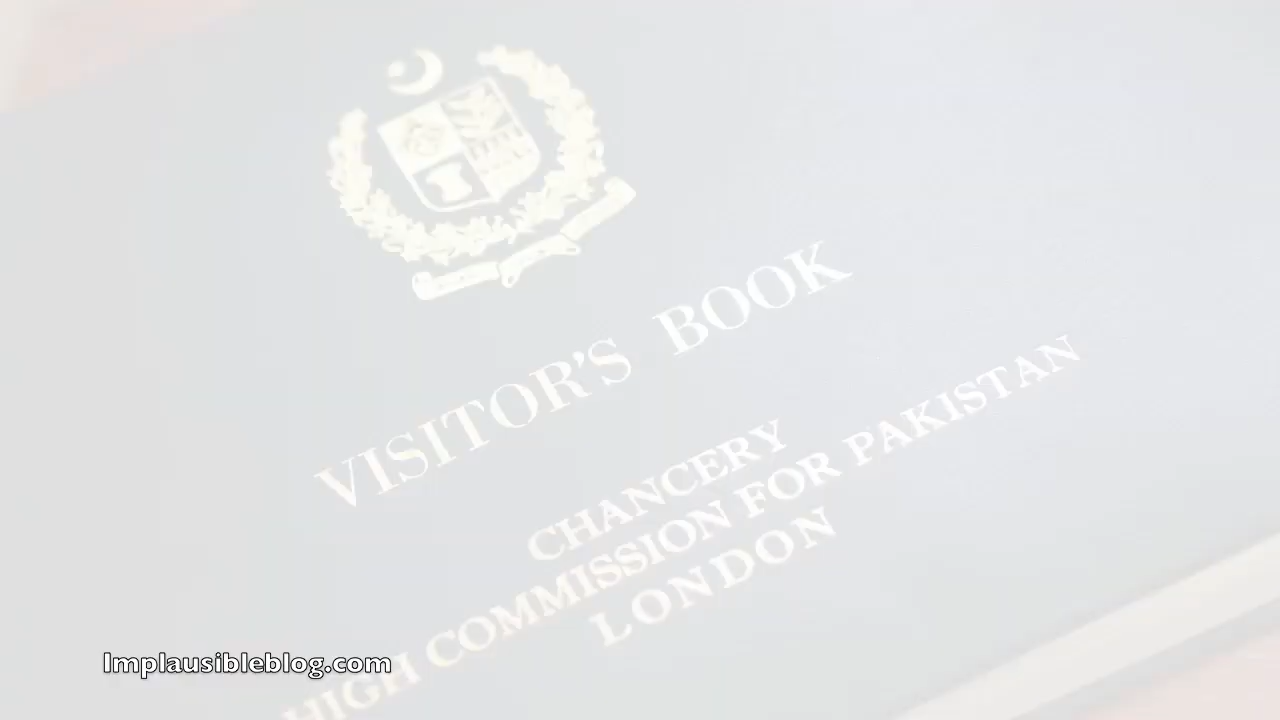 VISITOR'S BOOK
CHANCERY
HIGH COMMISSION FOR PAKISTAN
LONDON
Implausibleblog.com